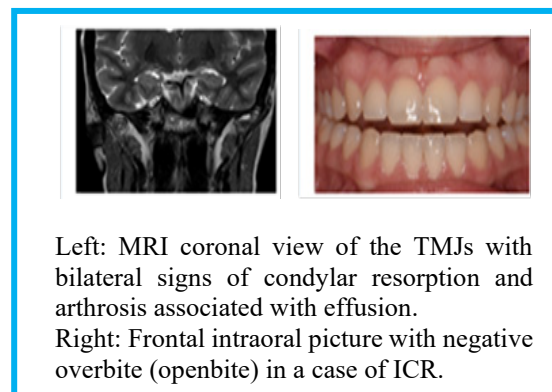 Left: MRI coronal view of the TMJs with
bilateral signs of condylar resorption and
arthrosis associated with effusion.
Right: Frontal intraoral picture with negative
overbite (openbite) in a case of ICR.